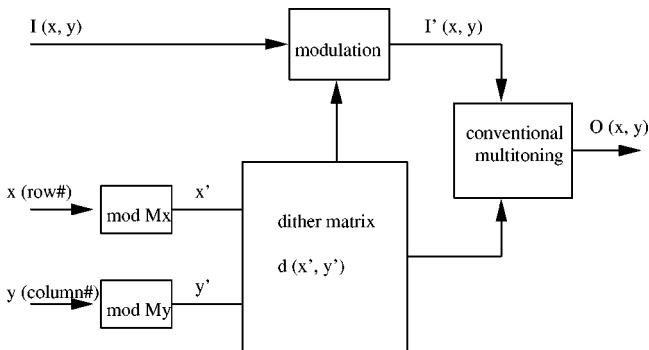 I (x, y)
modulation
I' (x, y)
conventional
multitoning
O (x, y)
x (row#)
mod Mx
x'
dither matrix
d (x', y')
y (column#)
mod My
y'